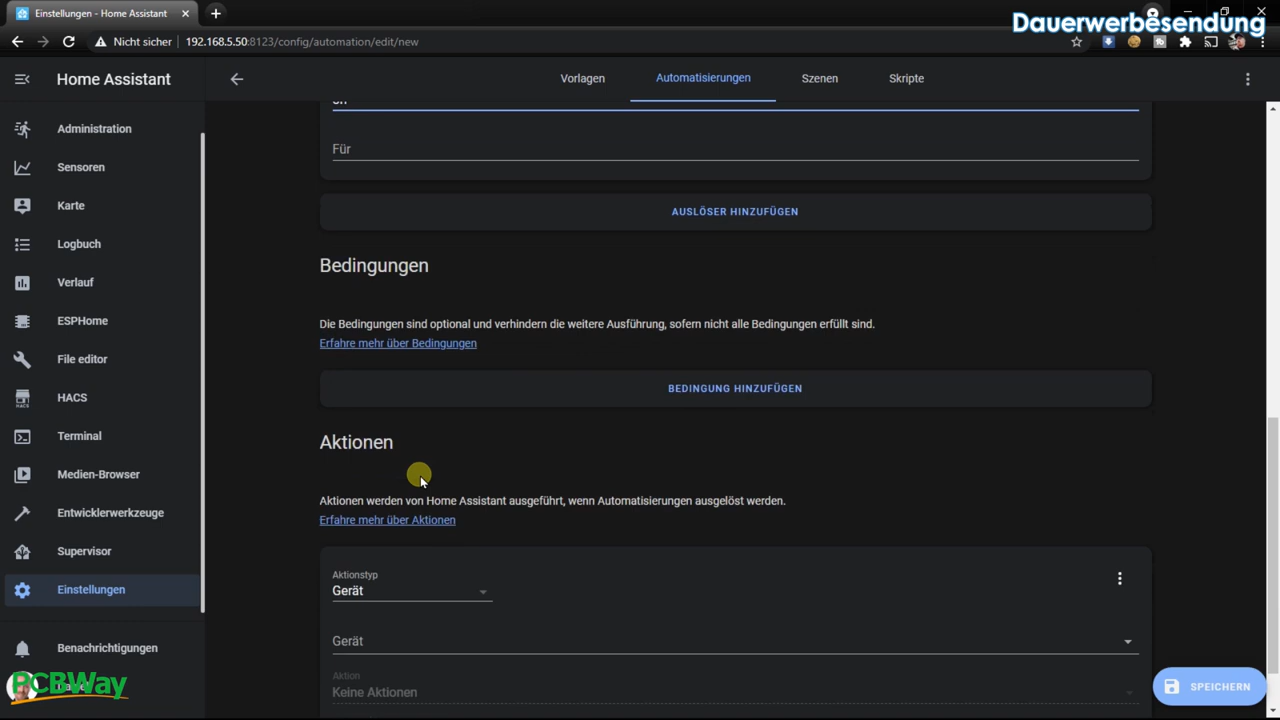 Einstellungen - Home Assistant
Dauerwerbesendung
Nicht sicher
192.168.5.50:8123/config/automation/edit/new
Home Assistant
Vorlagen
Automatisierungen
Szenen
Skripte
Administration
Sensoren
Karte
Logbuch
Verlauf
ESPHome
File editor
HACS
HACS
Terminal
Medien-Browser
Entwicklerwerkzeuge
Supervisor
Einstellungen
Benachrichtigungen
PCBWay
Für
AUSLÖSER HINZUFÜGEN
Bedingungen
Die Bedingungen sind optional und verhindern die weitere Ausführung, sofern nicht alle Bedingungen erfüllt sind.
Erfahre mehr über Bedingungen
BEDINGUNG HINZUFÜGEN
Aktionen
Aktionen werden von Home Assistant ausgeführt, wenn Automatisierungen ausgelöst werden.
Erfahre mehr über Aktionen
Aktionstyp
Gerät
Gerät
Aktion
Keine Aktionen
SPEICHERN